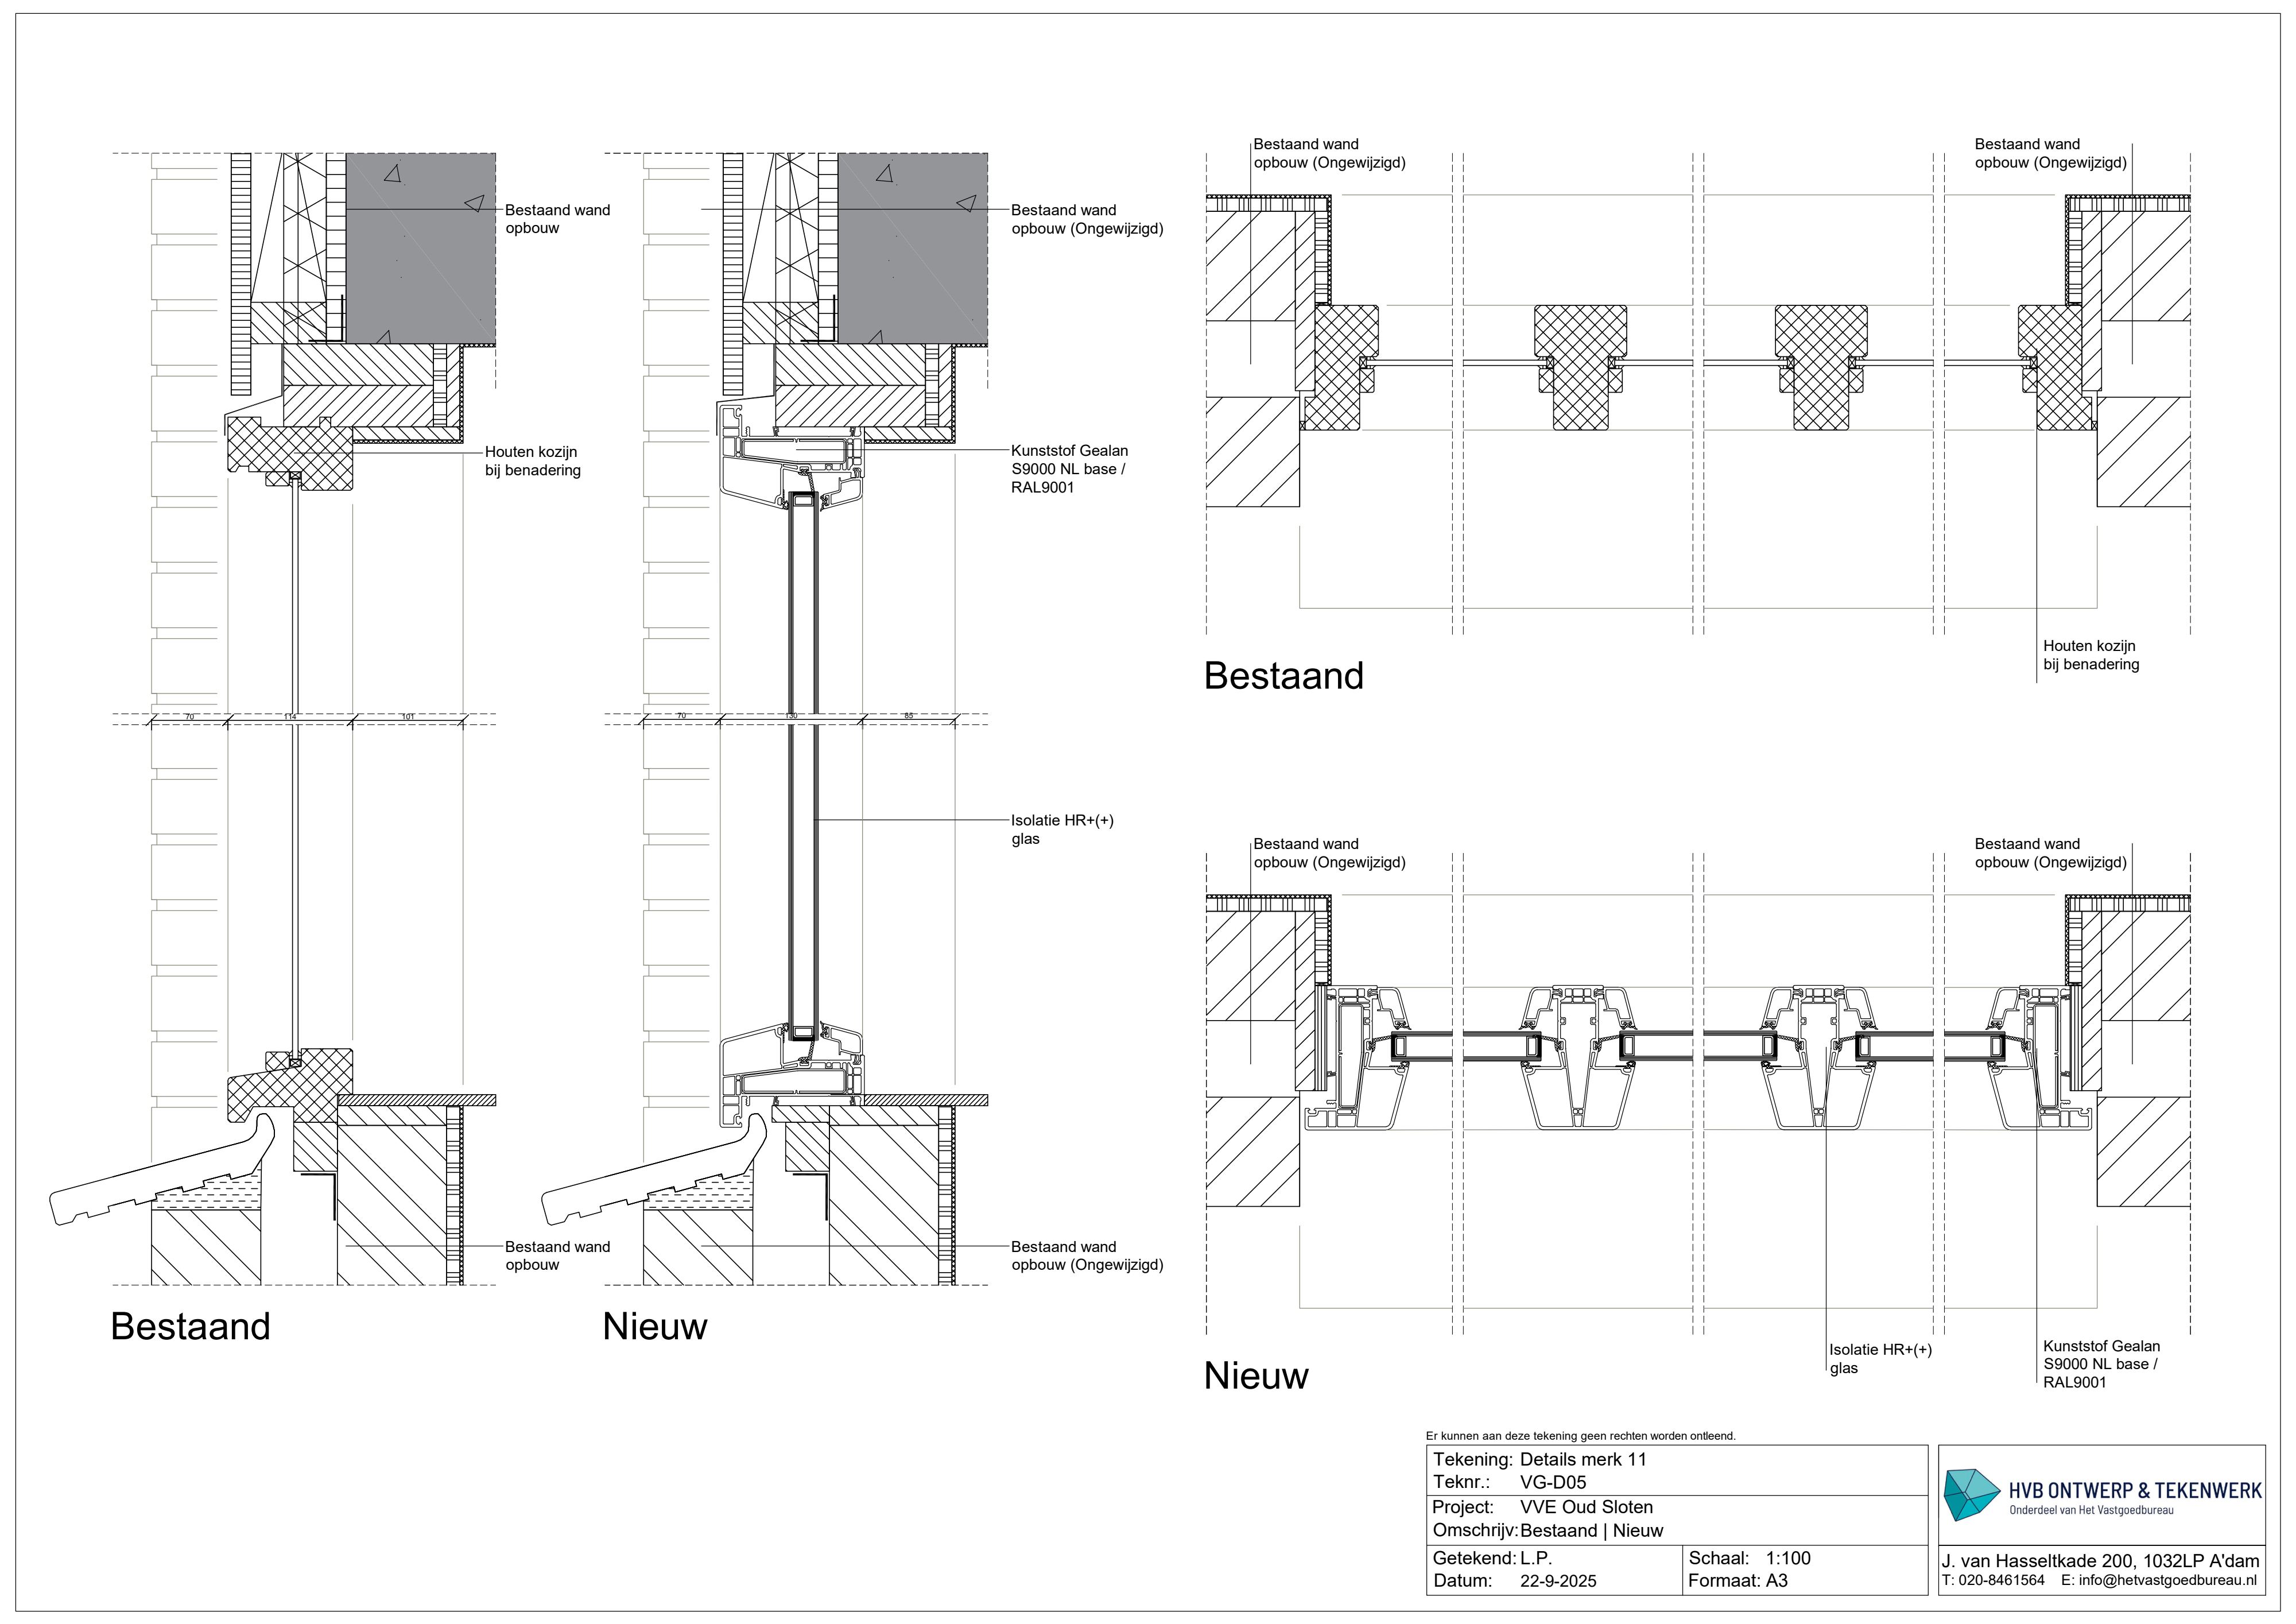 Bestaand wand
opbouw
Houten kozijn
bij benadering
70
114
101
Bestaand wand
opbouw
Bestaand
Bestaand wand
opbouw (Ongewijzigd)
Kunststof Gealan
S9000 NL base /
RAL9001
70
130
85
Isolatie HR+(+)
glas
Bestaand wand
opbouw (Ongewijzigd)
Nieuw
Bestaand wand
opbouw (Ongewijzigd)
Bestaand wand
opbouw (Ongewijzigd)
Houten kozijn
bij benadering
Bestaand
Bestaand wand
opbouw (Ongewijzigd)
Bestaand wand
opbouw (Ongewijzigd)
Isolatie HR+(+)
glas
Kunststof Gealan
S9000 NL base /
RAL9001
Nieuw
Er kunnen aan deze tekening geen rechten worden ontleend.
Tekening: Details merk 11
Teknr.: VG-D05
Project: VVE Oud Sloten
Omschrijv: Bestaand | Nieuw
Getekend: L.P.
Datum: 22-9-2025
Schaal: 1:100
Formaat: A3
HVB ONTWERP & TEKENWERK
Onderdeel van Het Vastgoedbureau
J. van Hasseltkade 200, 1032LP A'dam
T: 020-8461564 E: info@hetvastgoedbureau.nl